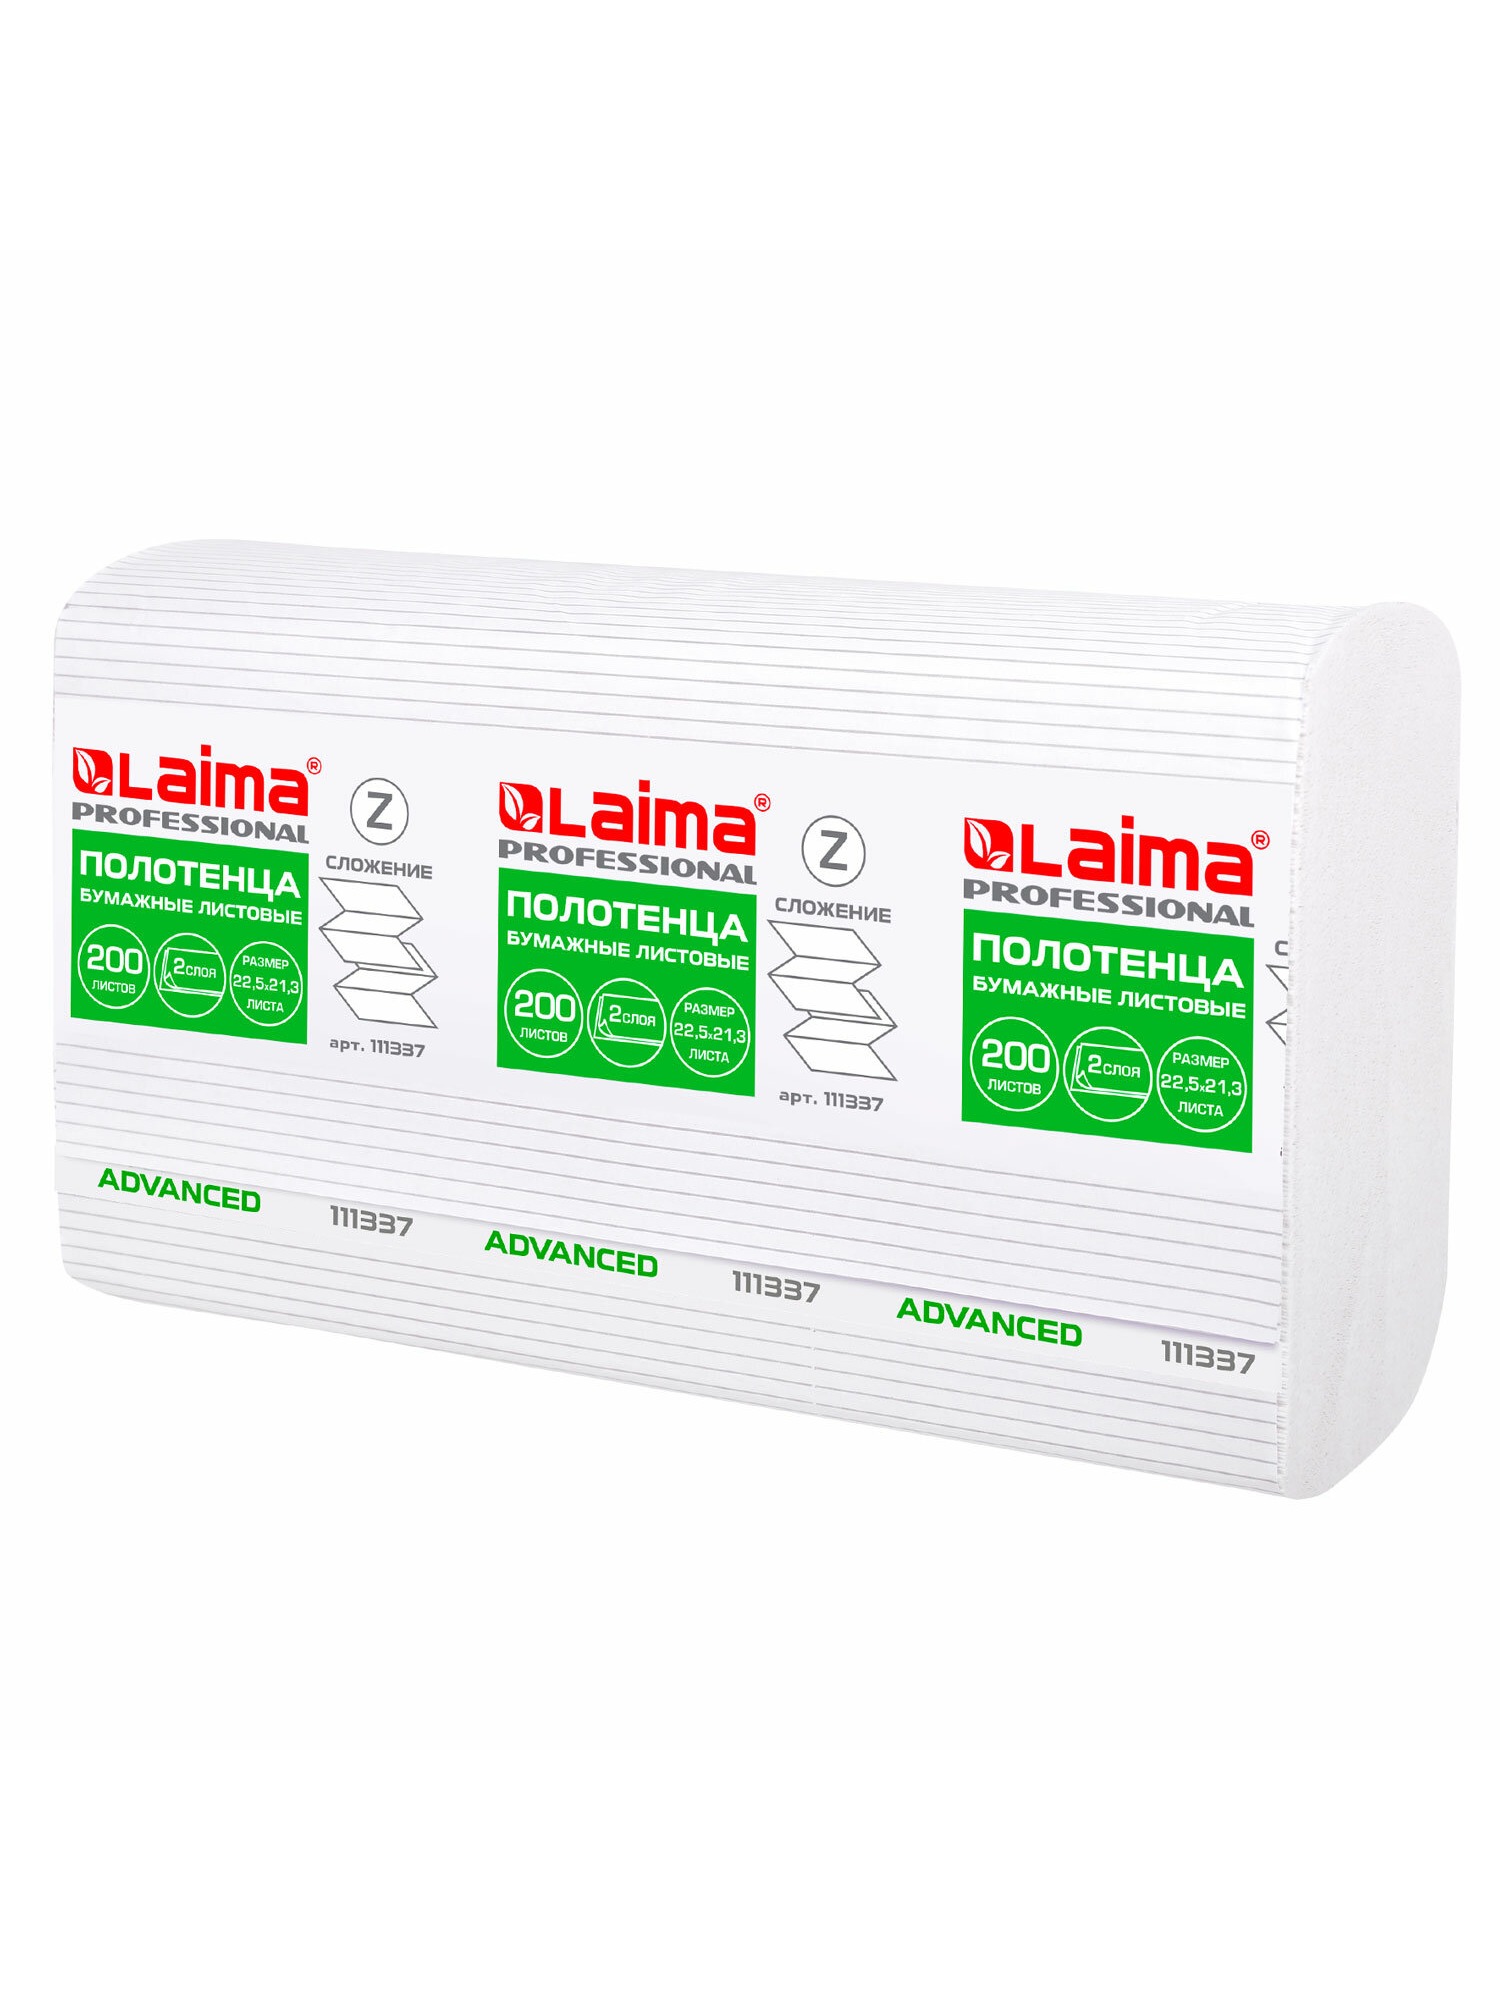 Laima®
PROFESSIONAL
ПОЛОТЕНЦА
БУМАЖНЫЕ ЛИСТОВЫЕ
200
ЛИСТОВ
2 СЛОЯ
РАЗМЕР
22,5x21,3
ЛИСТА
Z
СЛОЖЕНИЕ
арт. 111337
Laima®
PROFESSIONAL
ПОЛОТЕНЦА
БУМАЖНЫЕ ЛИСТОВЫЕ
200
ЛИСТОВ
2 СЛОЯ
РАЗМЕР
22,5x21,3
ЛИСТА
Z
СЛОЖЕНИЕ
арт. 111337
Laima®
PROFESSIONAL
ПОЛОТЕНЦА
БУМАЖНЫЕ ЛИСТОВЫЕ
200
ЛИСТОВ
2 СЛОЯ
РАЗМЕР
22,5x21,3
ЛИСТА
ADVANCED 111337 ADVANCED 111337 ADVANCED 111337